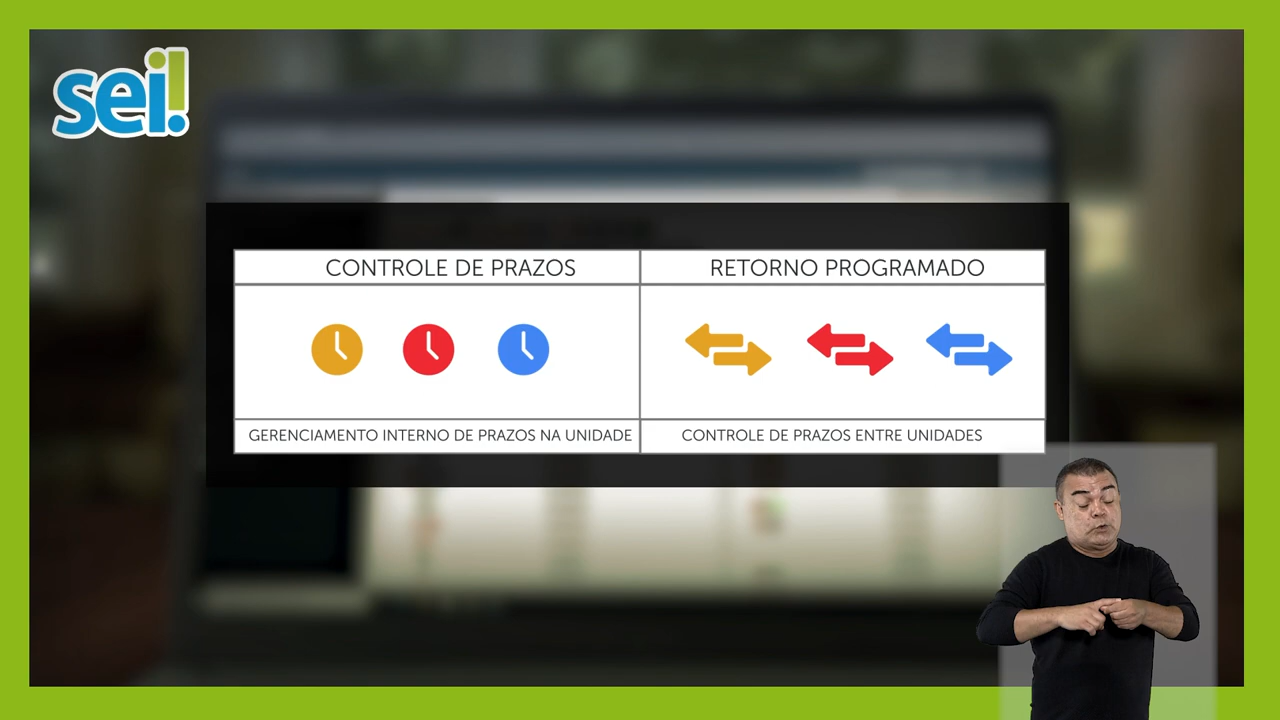 sei!
CONTROLE DE PRAZOS
RETORNO PROGRAMADO
GERENCIAMENTO INTERNO DE PRAZOS NA UNIDADE
CONTROLE DE PRAZOS ENTRE UNIDADES